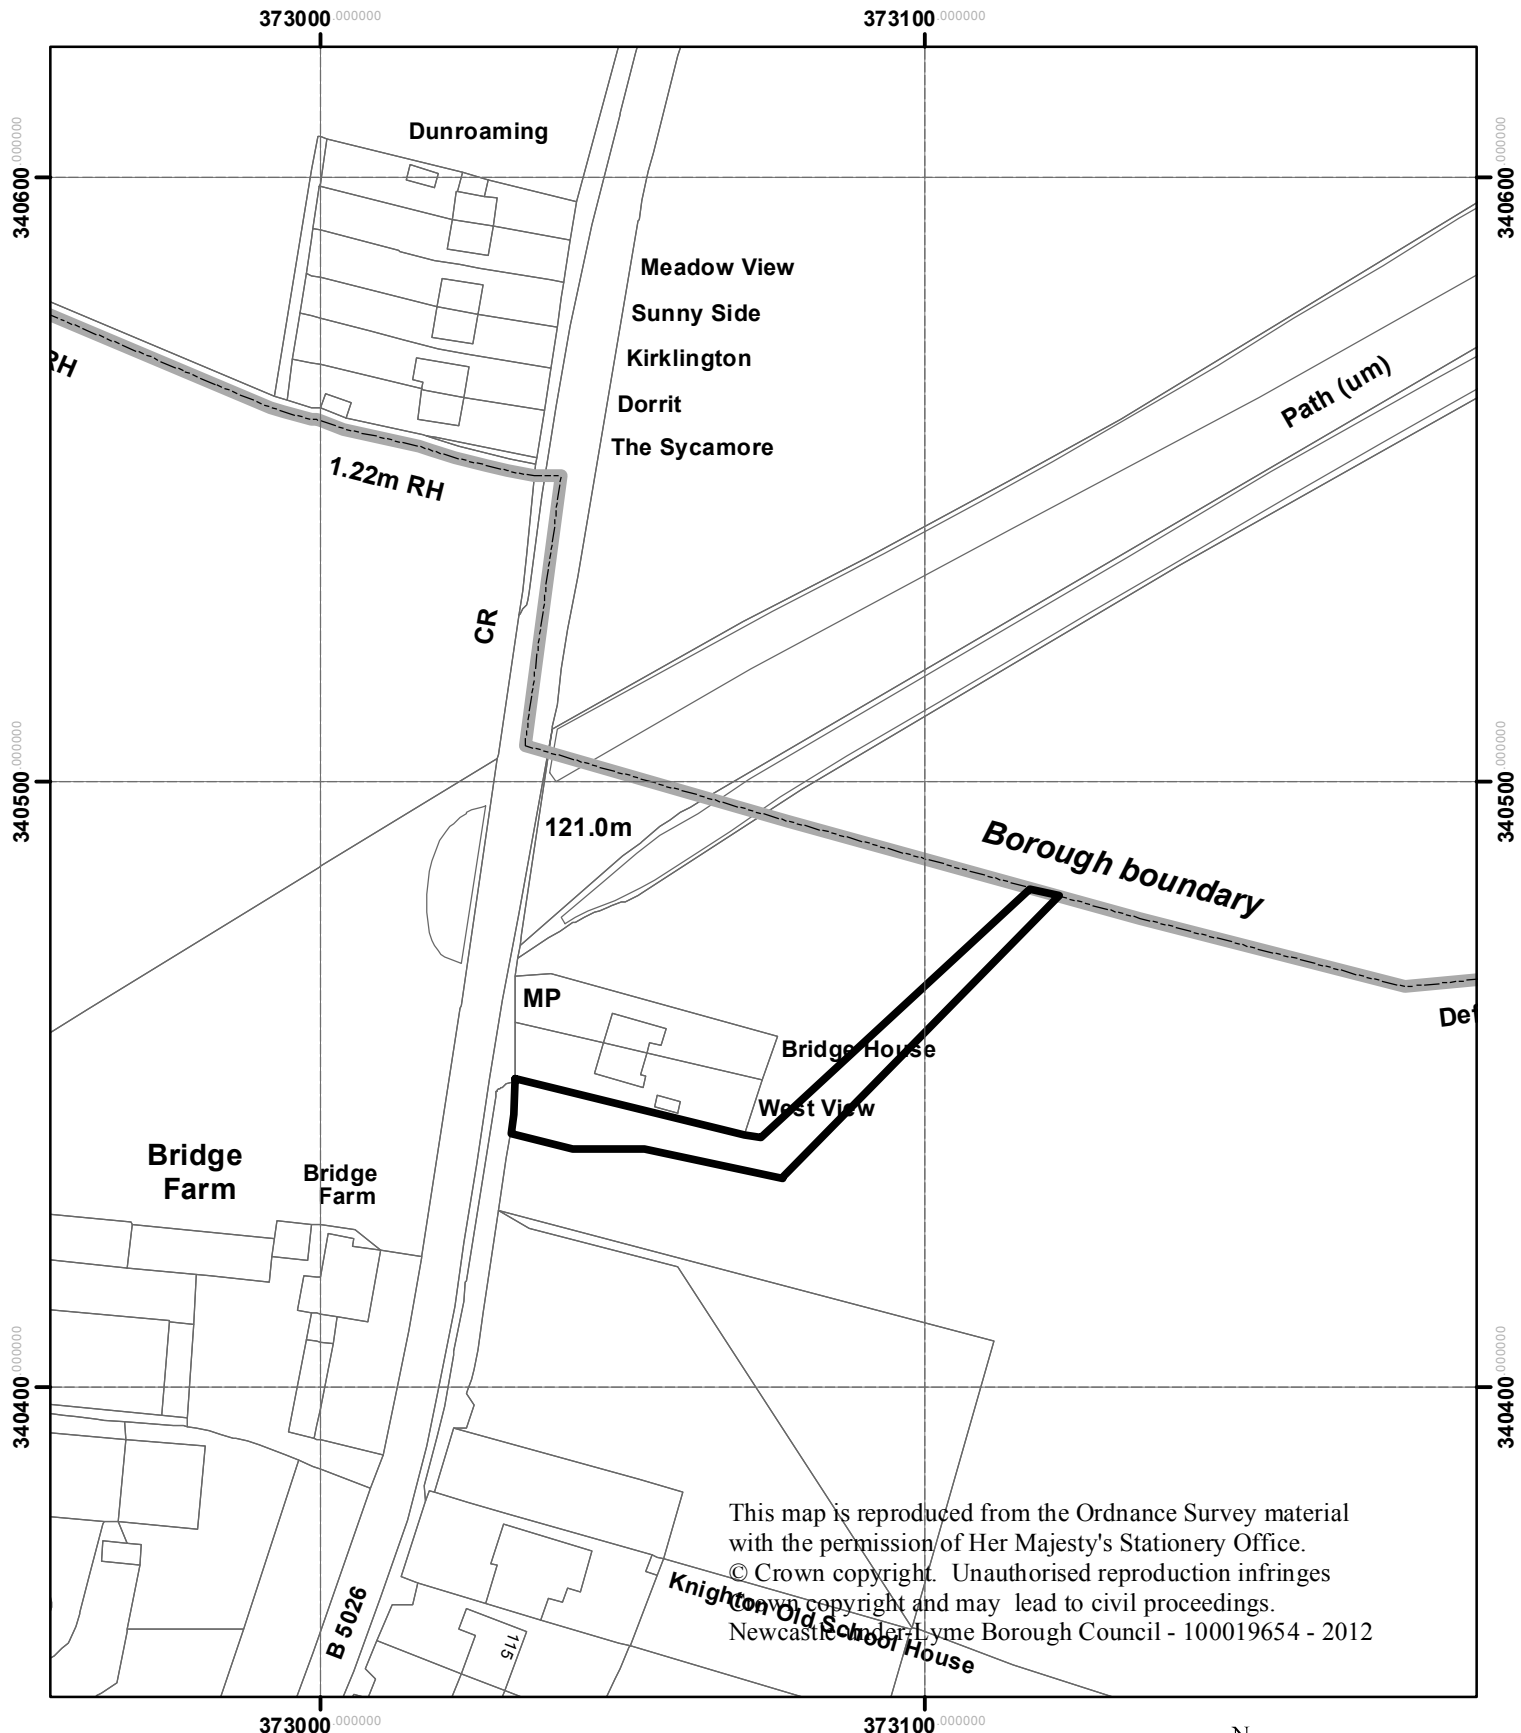 373000.000000
373100.000000
340600.000000
340600.000000
Dunroaming
Meadow View
Sunny Side
Kirklington
Dorrit
The Sycamore
RH
1.22m RH
Path (um)
CR
340500.000000
340500.000000
121.0m
Borough boundary
MP
Det
Bridge House
West View
Bridge
Farm
Bridge
Farm
340400.000000
340400.000000
This map is reproduced from the Ordnance Survey material
with the permission of Her Majesty's Stationery Office.
© Crown copyright. Unauthorised reproduction infringes
Crown copyright and may lead to civil proceedings.
Newcastle-under-Lyme Borough Council - 100019654 - 2012
Knighton Old School House
B 5026
115
373000.000000
373100.000000
N